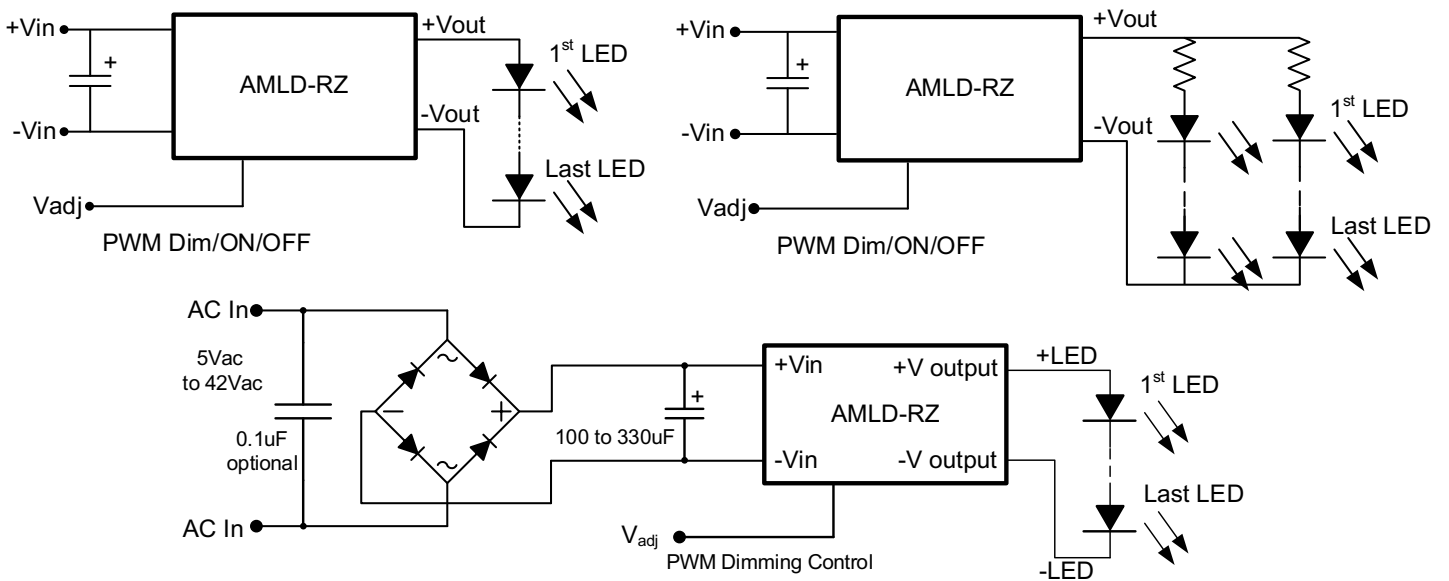 +Vin
-Vin
+
AMLD-RZ
+Vout
-Vout
1st LED
Last LED
Vadj
PWM Dim/ON/OFF
+Vin
-Vin
+
AMLD-RZ
+Vout
-Vout
1st LED
Last LED
Vadj
PWM Dim/ON/OFF
AC In
5Vac
to 42Vac
0.1uF
optional
AC In
~
−
+
~
+
100 to 330uF
+Vin
+V output
AMLD-RZ
-Vin
-V output
+LED
1st LED
Last LED
-LED
Vadj
PWM Dimming Control